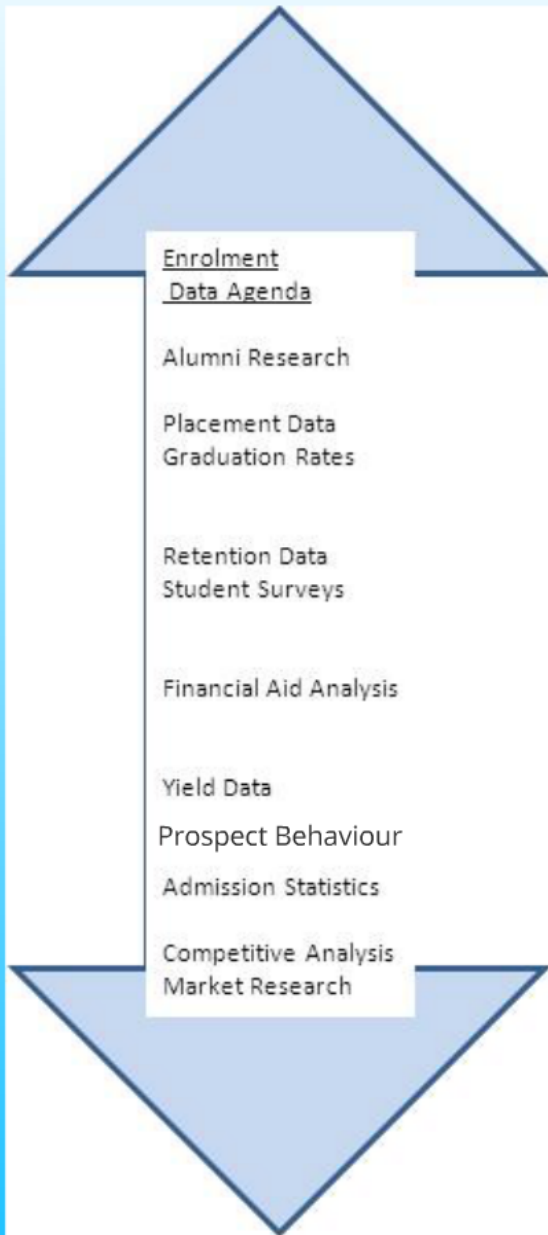 Enrolment
Data Agenda
Alumni Research
Placement Data
Graduation Rates
Retention Data
Student Surveys
Financial Aid Analysis
Yield Data
Prospect Behaviour
Admission Statistics
Competitive Analysis
Market Research